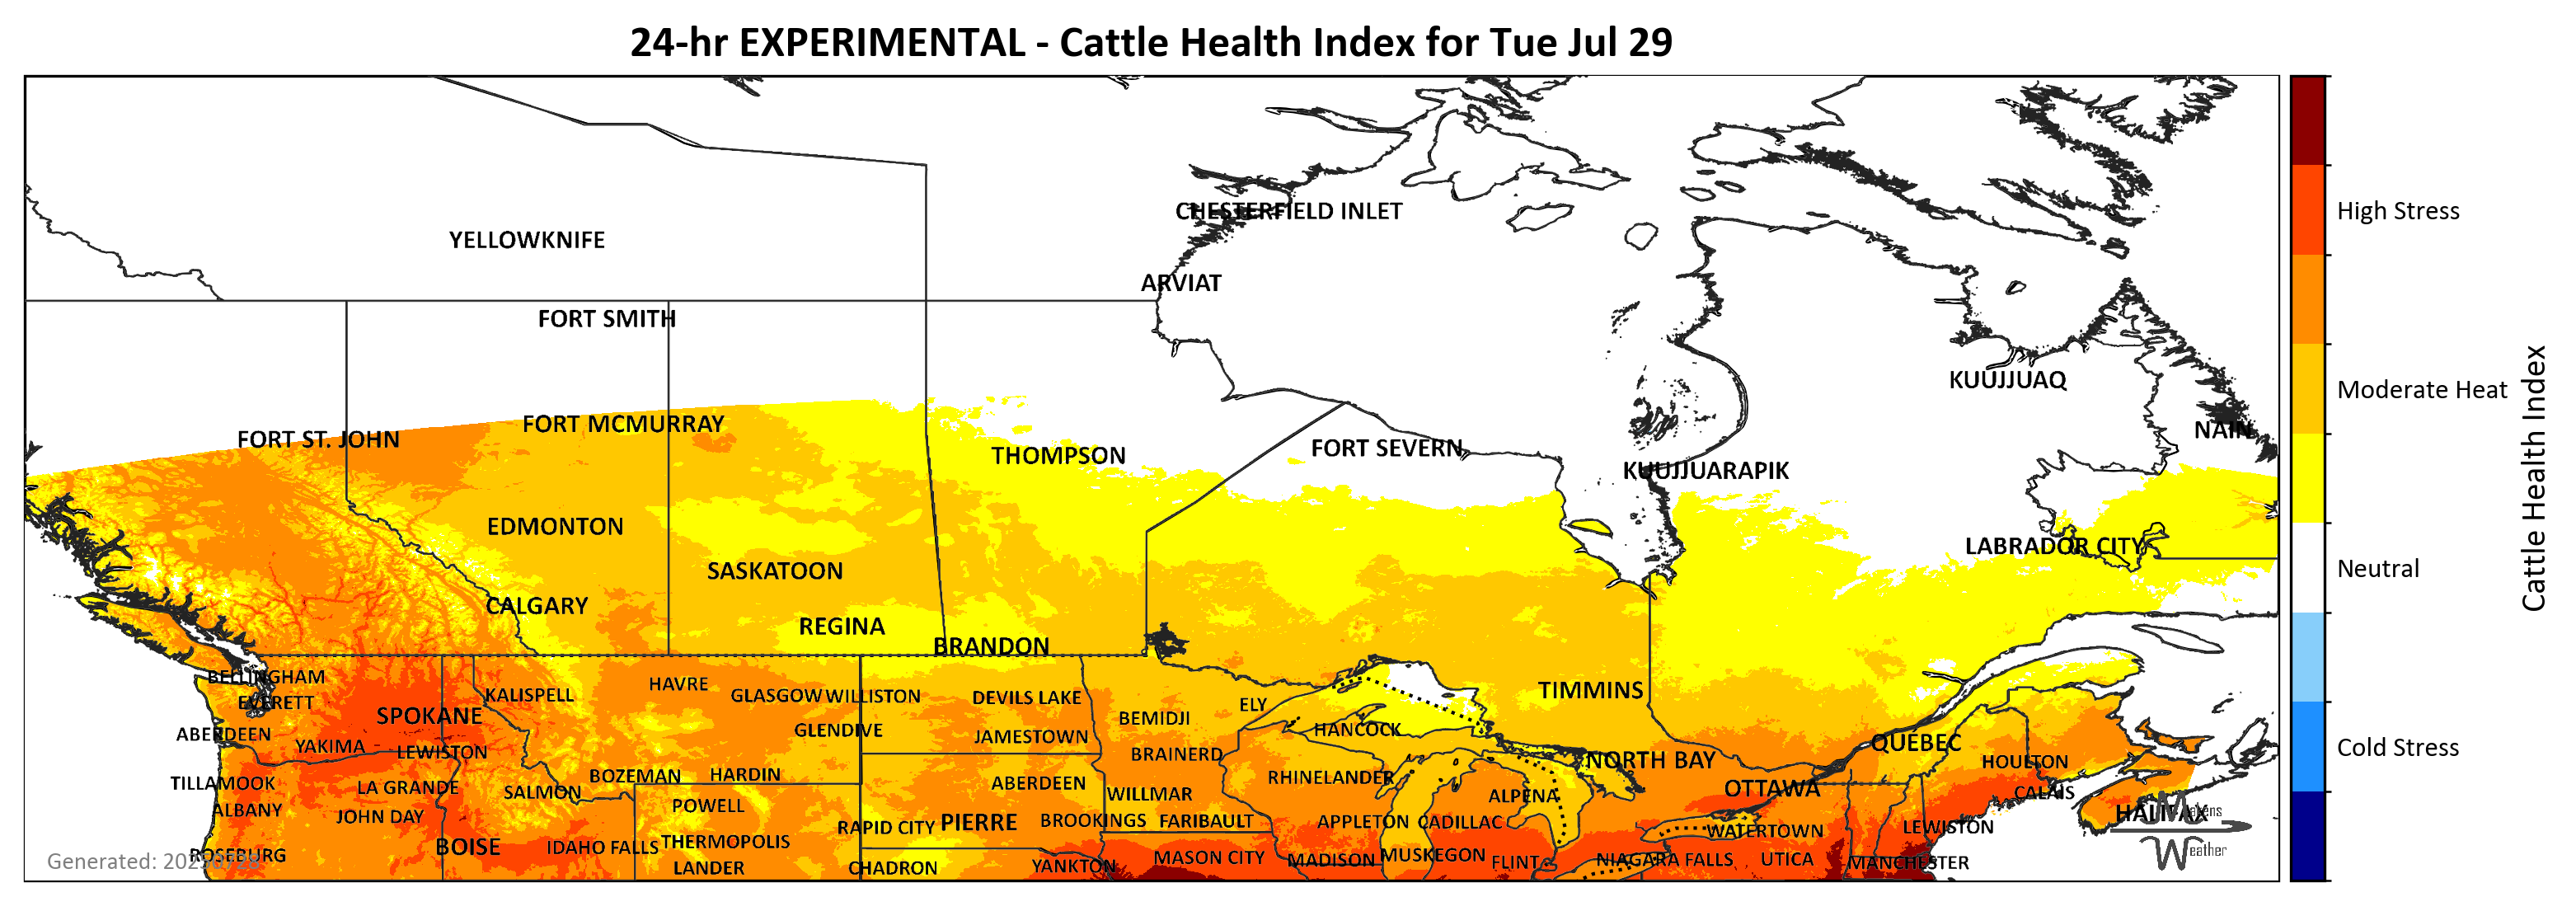 24-hr EXPERIMENTAL - Cattle Health Index for Tue Jul 29
CHESTERFIELD INLET
YELLOWKNIFE
High Stress
ARVIAT
FORT SMITH
KUUJJUAQ
Moderate Heat
FORT MCMURRAY
NAIN
FORT ST. JOHN
FORT SEVERN
THOMPSON
KUUJJUARAPIK
EDMONTON
LABRADOR CITY
SASKATOON
Neutral
Cattle Health Index
CALGARY
REGINA
BRANDON
BELLINGHAM
HAVRE
TIMMINS
KALISPELL
GLASGOW
WILLISTON
DEVILS LAKE
EVERETT
ELY
SPOKANE
BEMIDJI
HANCOCK
GLENDIVE
ABERDEEN
JAMESTOWN
QUEBEC
YAKIMA
LEWISTON
BRAINERD
Cold Stress
NORTH BAY
HOULTON
BOZEMAN
HARDIN
RHINELANDER
TILLAMOOK
LA GRANDE
ABERDEEN
OTTAWA
SALMON
WILLMAR
ALPENA
CALAIS
POWELL
ALBANY
Makens
JOHN DAY
HALIFAX
RAPID CITY
PIERRE
BROOKINGS
FARIBAULT
APPLETON
CADILLAC
WATERTOWN
LEWISTON
BOISE
IDAHO FALLS
THERMOPOLIS
Weather
ROSEBURG
MASON CITY
MADISON
MUSKEGON
NIAGARA FALLS
UTICA
Generated:
FLINT
MANCHESTER
LANDER
CHADRON
YANKTON